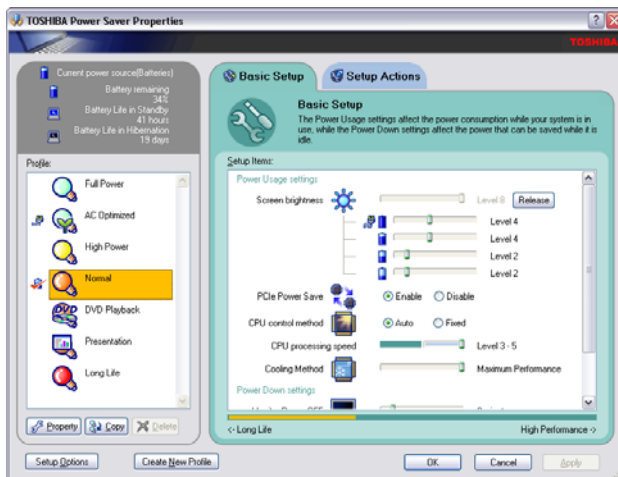 TOSHIBA Power Saver Properties
TOSHIBA
Current power source(Batteries)
Battery remaining
34%
Battery Life in Standby
41 hours
Battery Life in Hibernation
19 days
Profile:
Full Power
AC Optimized
High Power
Normal
DVD Playback
Presentation
Long Life
Property
Copy
Delete
Basic Setup
Setup Actions
Basic Setup
The Power Usage settings affect the power consumption while your system is in
use, while the Power Down settings affect the power that can be saved while it is
idle.
Setup Items:
Power Usage settings
Screen brightness
Level 8
Release
Level 4
Level 4
Level 2
Level 2
PCIe Power Save
Enable
Disable
CPU control method
Auto
Fixed
CPU processing speed
Level 3 - 5
Cooling Method
Maximum Performance
Power Down settings
<- Long Life
High Performance ->
Setup Options
Create New Profile
OK
Cancel
Apply